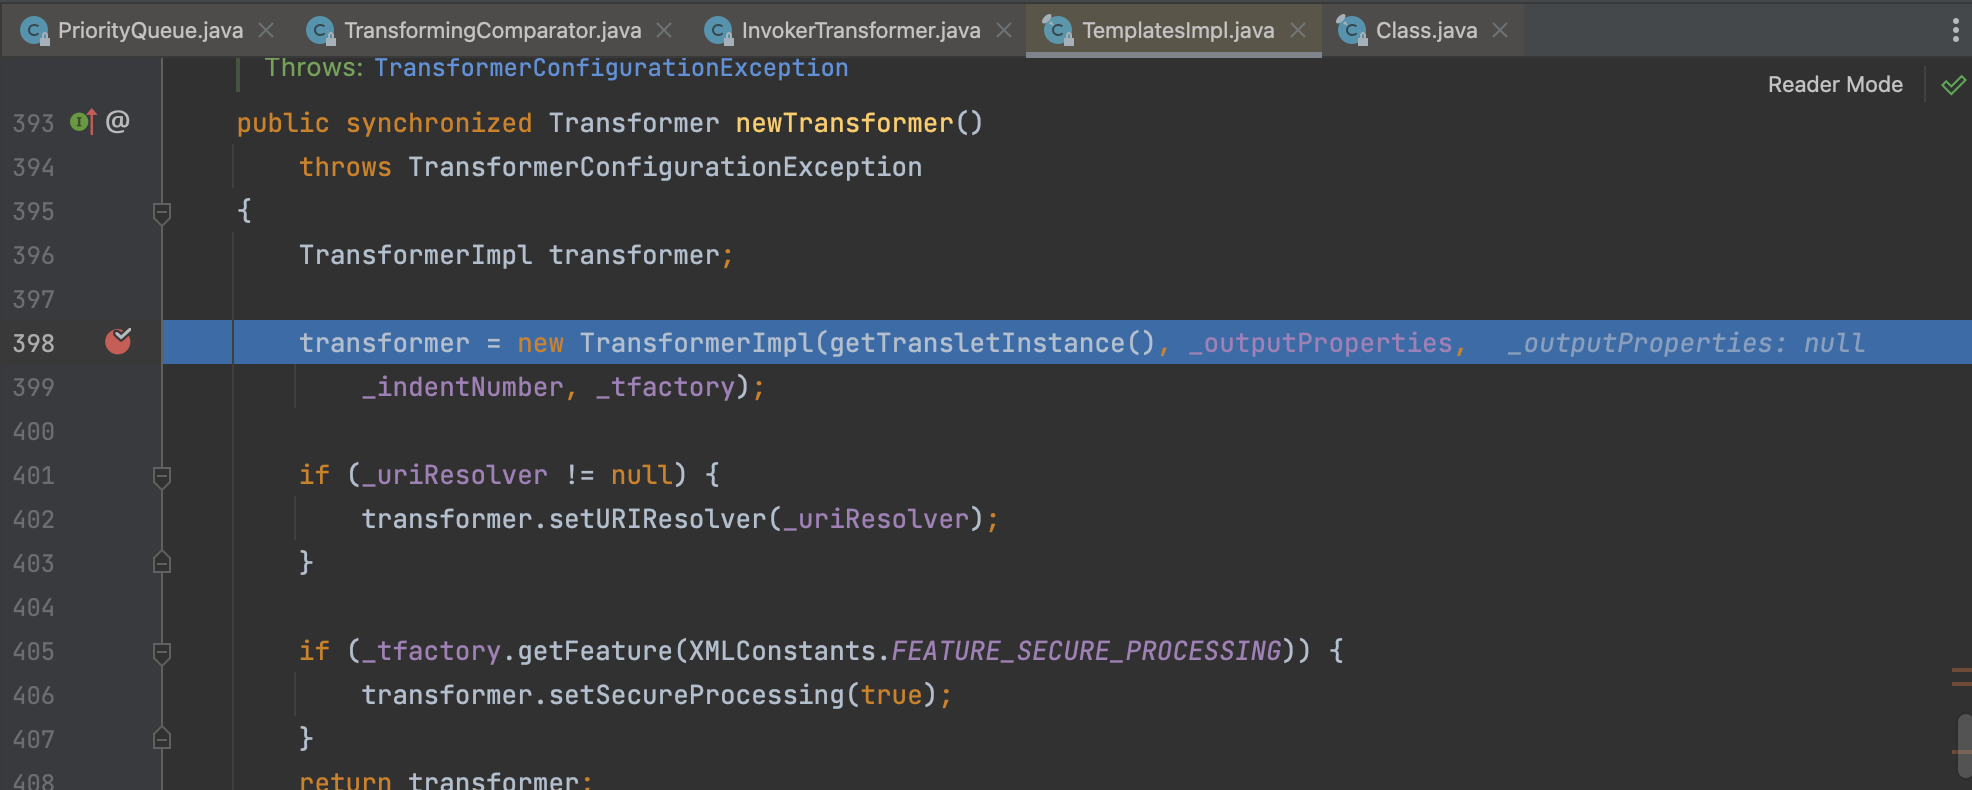 PriorityQueue.java TransformingComparator.java InvokerTransformer.java TemplatesImpl.java Class.java
Throws: TransformerConfigurationException
Reader Mode
393 public synchronized Transformer newTransformer()
394 throws TransformerConfigurationException
395 {
396 TransformerImpl transformer;
397
398 transformer = new TransformerImpl(getTransletInstance(), _outputProperties, _outputProperties: null
399 _indentNumber, _tfactory);
400
401 if (_uriResolver != null) {
402 transformer.setURIResolver(_uriResolver);
403 }
404
405 if (_tfactory.getFeature(XMLConstants.FEATURE_SECURE_PROCESSING)) {
406 transformer.setSecureProcessing(true);
407 }
408 return transformer;